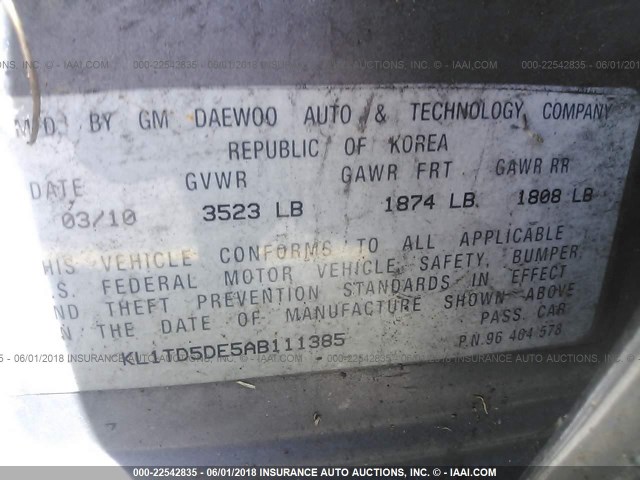 000-22542835 - 06/01/2018 INSURANCE AUTO AUCTIONS INC. - © - IAAI.COM
BY GM DAEWOO AUTO & TECHNOLOGY COMPANY
REPUBLIC OF KOREA
DATE GVWR GAWR FRT GAWR RR
03/10 3523 LB 1874 LB. 1808 LB
HIS VEHICLE CONFORMS TO ALL APPLICABLE
.S. FEDERAL MOTOR VEHICLE SAFETY, BUMPER,
ND THEFT PREVENTION STANDARDS IN EFFECT
N THE DATE OF MANUFACTURE SHOWN ABOVE
PASS CAR
KL1TD5DE5AB111385
P.N.96 484 578
000-22542835 - 06/01/2018 INSURANCE AUTO AUCTIONS INC. - © - IAAI.COM